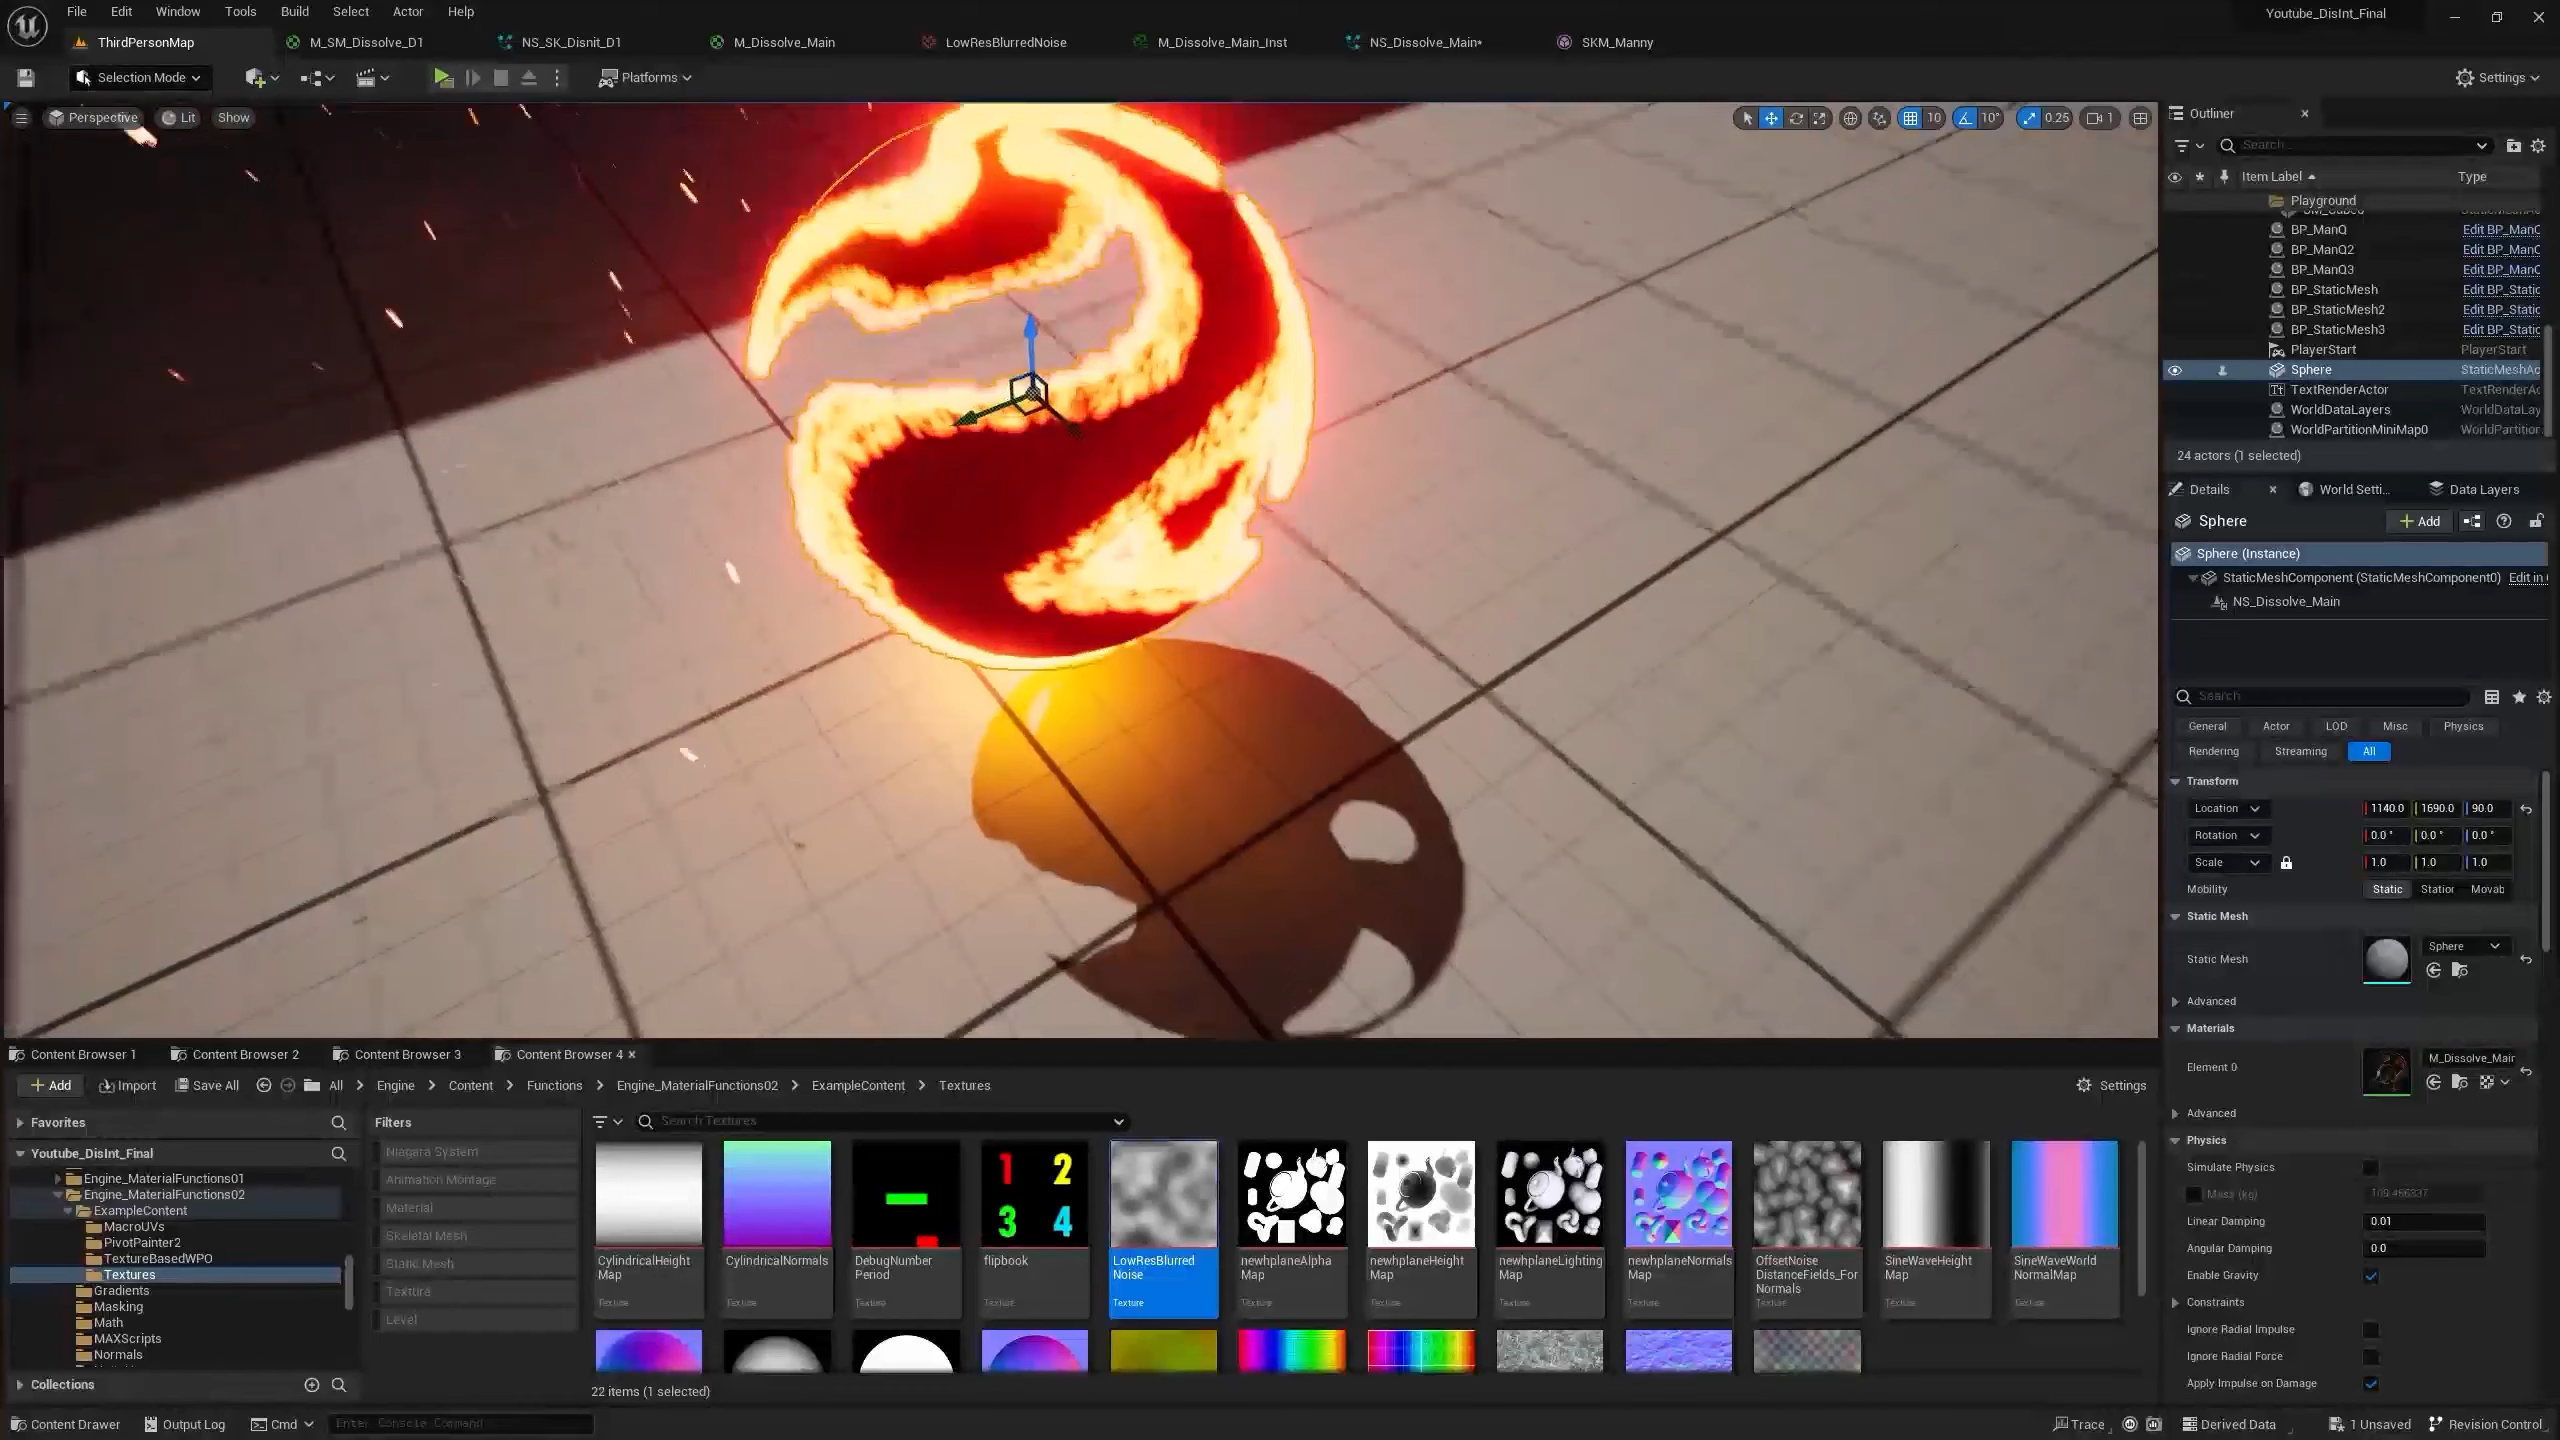 File Edit Window Tools Build Select Actor Help
Youtube_DisInt_Final
ThirdPersonMap M_SM_Dissolve_D1 NS_SK_Disnit_D1 M_Dissolve_Main LowResBlurredNoise M_Dissolve_Main_Inst NS_Dissolve_Main* SKM_Manny
Selection Mode Platforms Settings
Perspective Lit Show 10 10° 0.25 1
Outliner
Search...
Item Label Type
Playground
BP_ManQ Edit BP_ManQ
BP_ManQ2 Edit BP_ManQ
BP_ManQ3 Edit BP_ManQ
BP_StaticMesh Edit BP_Static
BP_StaticMesh2 Edit BP_Static
BP_StaticMesh3 Edit BP_Static
PlayerStart PlayerStart
Sphere StaticMeshAc
TextRenderActor TextRenderAc
WorldDataLayers WorldDataLay
WorldPartitionMiniMap0 WorldPartition
24 actors (1 selected)
Details World Setti... Data Layers
Sphere Add
Sphere (Instance)
StaticMeshComponent (StaticMeshComponent0) Edit in
NS_Dissolve_Main
Search
General Actor LOD Misc Physics
Rendering Streaming All
Transform
Location 1140.0 1690.0 90.0
Rotation 0.0 ° 0.0 ° 0.0 °
Scale 1.0 1.0 1.0
Mobility Static Station Movab
Static Mesh
Sphere
Static Mesh
Advanced
Materials
Element 0 M_Dissolve_Main
Advanced
Physics
Simulate Physics
Mass (kg) 109.466337
Linear Damping 0.01
Angular Damping 0.0
Enable Gravity
Constraints
Ignore Radial Impulse
Ignore Radial Force
Apply Impulse on Damage
Content Browser 1 Content Browser 2 Content Browser 3 Content Browser 4
Add Import Save All All Engine Content Functions Engine_MaterialFunctions02 ExampleContent Textures Settings
Favorites
Youtube_DisInt_Final
Engine_MaterialFunctions01
Engine_MaterialFunctions02
ExampleContent
MacroUVs
PivotPainter2
TextureBasedWPO
Textures
Gradients
Masking
Math
MAXScripts
Normals
Collections
Filters
Niagara System
Animation Montage
Material
Skeletal Mesh
Static Mesh
Texture
Level
Search Textures
1 2
3 4
CylindricalHeight
Map
Texture
CylindricalNormals
Texture
DebugNumber
Period
Texture
flipbook
Texture
LowResBlurred
Noise
Texture
newhplaneAlpha
Map
Texture
newhplaneHeight
Map
Texture
newhplaneLighting
Map
Texture
newhplaneNormals
Map
Texture
OffsetNoise
DistanceFields_For
Normals
Texture
SineWaveHeight
Map
Texture
SineWaveWorld
NormalMap
Texture
22 items (1 selected)
Content Drawer Output Log Cmd Enter Console Command Trace Derived Data 1 Unsaved Revision Control